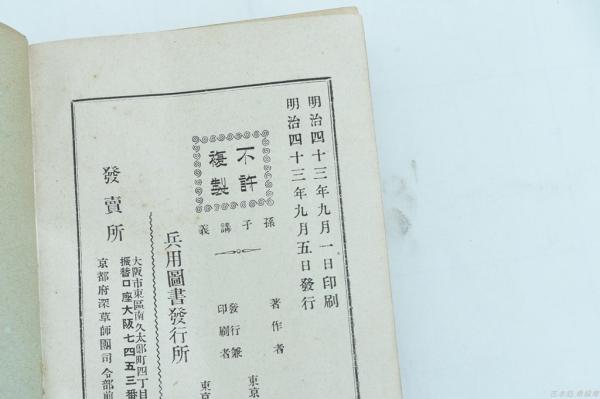 明治四十三年九月一日印刷
明治四十三年九月五日發行
不許
複製
孫子講義
著作者
發行兼
印刷者
東京
東京
兵用圖書發行所
發賣所
大阪市東區南久太郎町四丁目
振替口座大阪七四五三番
京都府深草師團司令部前